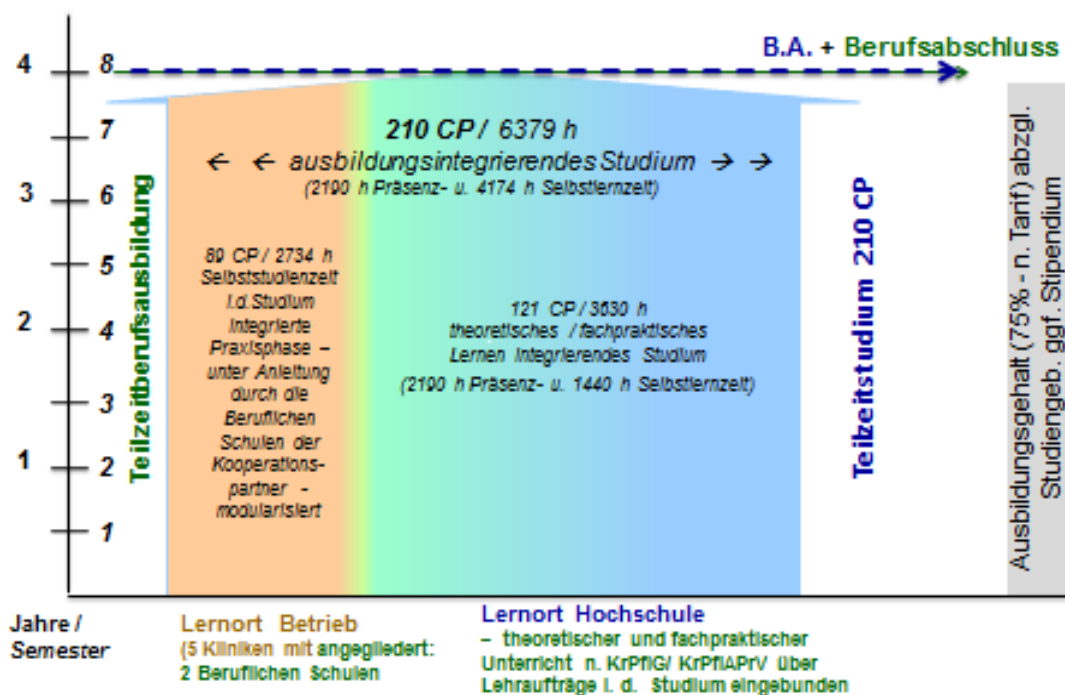 B.A. + Berufsabschluss
4
8
7
3
6
5
2
4
3
1
2
1
Teilzeitberufsausbildung
210 CP / 6379 h
← ← ausbildungsintegrierendes Studium → →
(2190 h Präsenz- u. 4174 h Selbstlernzeit)
89 CP / 2734 h
Selbststudienzeit
i.d.Studium
integrierte
Praxisphase –
unter Anleitung
durch die
Beruflichen
Schulen der
Kooperations-
partner -
modularisiert
121 CP / 3630 h
theoretisches / fachpraktisches
Lernen integrierendes Studium
(2190 h Präsenz- u. 1440 h Selbstlernzeit)
Teilzeitstudium 210 CP
Ausbildungsgehalt (75% - n. Tarif) abzgl.
Studiengeb. ggf. Stipendium
Jahre /
Semester
Lernort Betrieb
(5 Kliniken mit angegliedert:
2 Beruflichen Schulen
Lernort Hochschule
– theoretischer und fachpraktischer
Unterricht n. KrPflG/ KrPflAPrV über
Lehraufträge i. d. Studium eingebunden